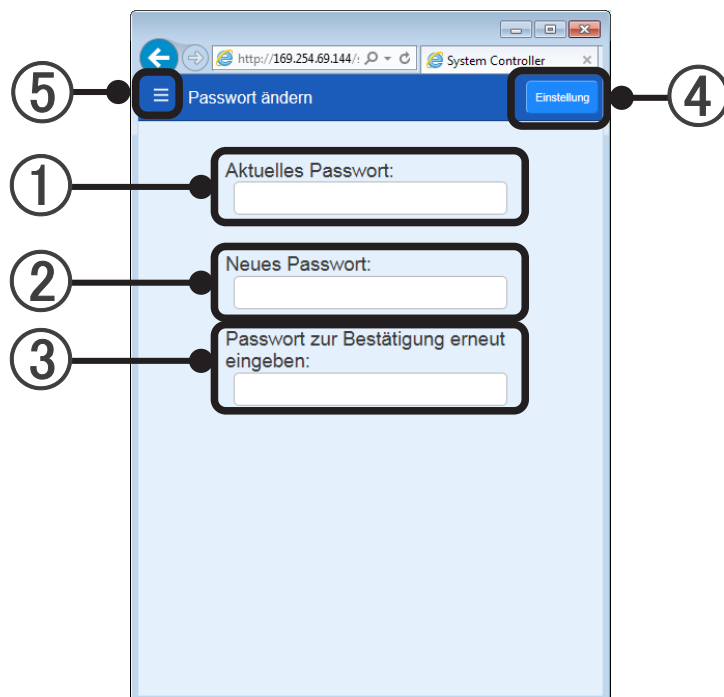 http://169.254.69.144/:
System Controller
⑤
Passwort ändern
Einstellung
④
①
Aktuelles Passwort:
②
Neues Passwort:
③
Passwort zur Bestätigung erneut
eingeben: